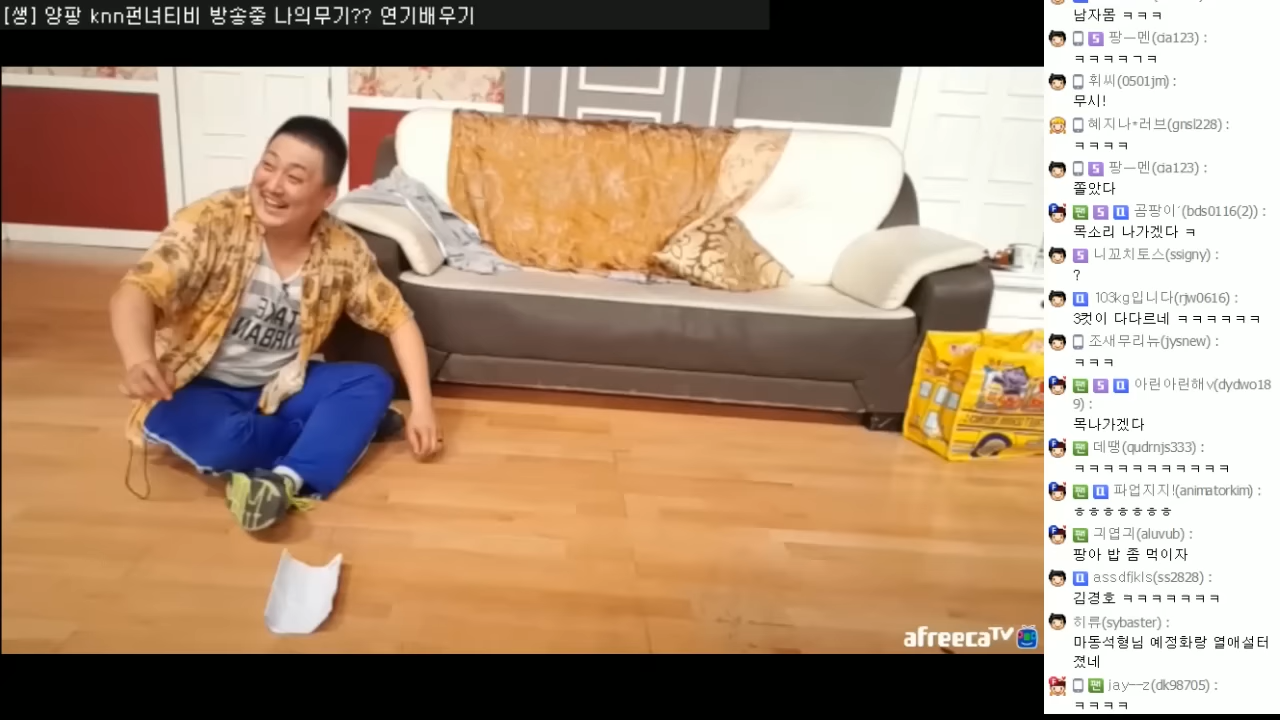 [생] 양팡 knn펀녀티비 방송중 나의무기?? 연기배우기
TAKE
URBAN
afreecaTV
남자몸 ㅋㅋㅋ
팡ㅡ멘(cia123) :
ㅋㅋㅋㅋㄱㅋ
휘씨(0501jm) :
무시!
혜지나*러브(gnsl228) :
ㅋㅋㅋㅋ
팡ㅡ멘(cia123) :
쫄았다
곰팡이˙(bds0116(2)) :
목소리 나가겠다 ㅋ
니꼬치토스(ssigny) :
?
103kg입니다(rjw0616) :
3컷이 다다르네 ㅋㅋㅋㅋㅋㅋ
조새무리뉴(jysnew) :
ㅋㅋㅋ
아린아린해v(dydwo18
9) :
목나가겠다
데땡(qudrnjs333) :
ㅋㅋㅋㅋㅋㅋㅋㅋㅋㅋㅋ
파업지지!(animatorkim) :
ㅎㅎㅎㅎㅎㅎㅎ
긔엽긔(aluvub) :
팡아 밥 좀 먹이자
assdfjkls(ss2828) :
김경호 ㅋㅋㅋㅋㅋㅋㅋ
히류(sybaster) :
마동석형님 예정화랑 열애설터
졌네
jay--z(dk98705) :
ㅋㅋㅋㅋ